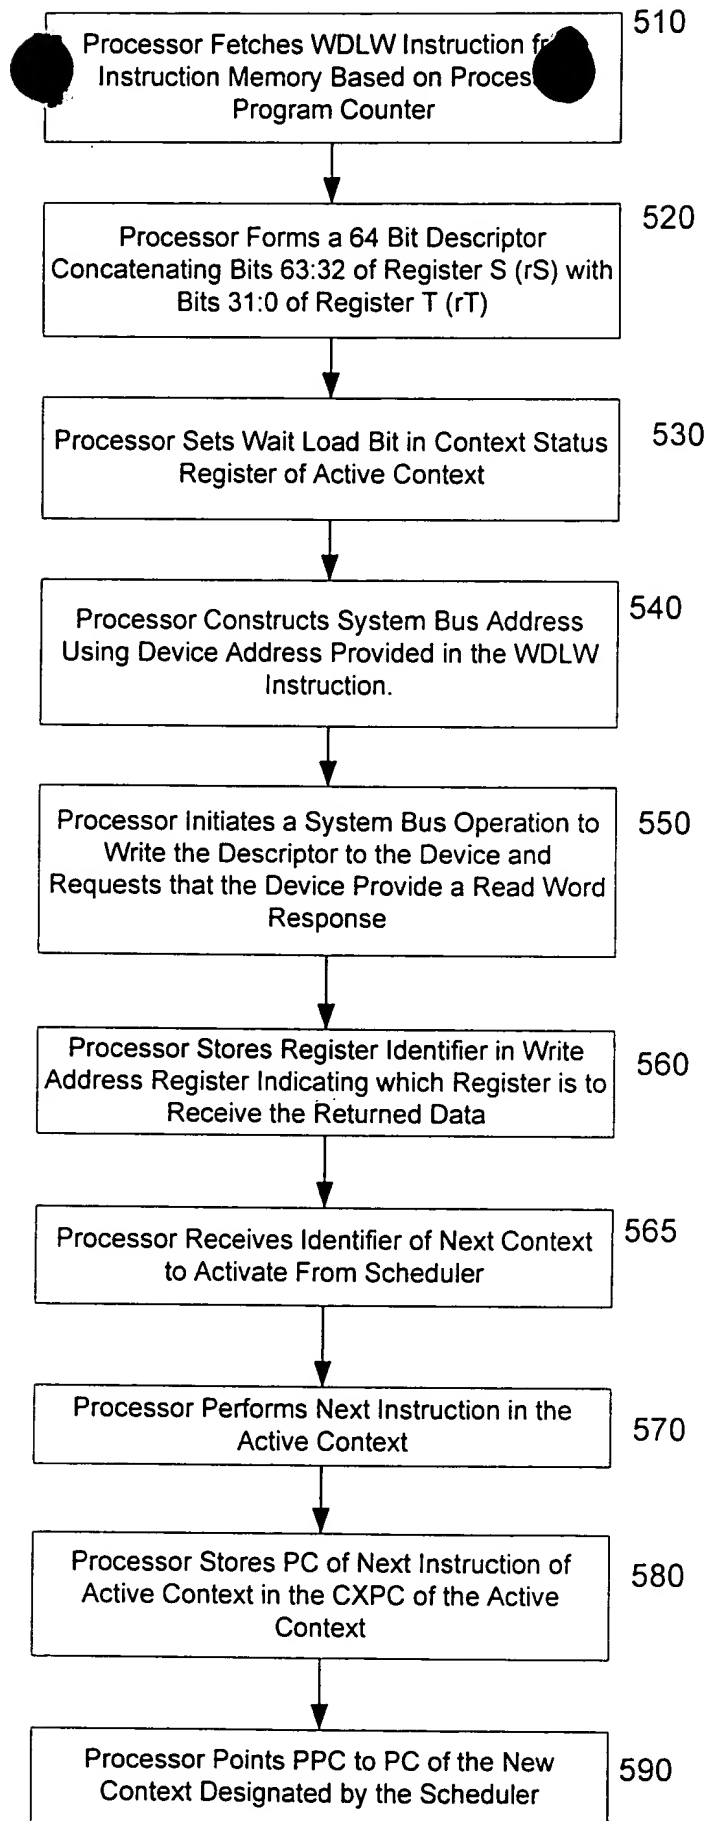 510
Processor Fetches WDLW Instruction
Instruction Memory Based on
Program Counter
520
Processor Forms a 64 Bit Descriptor
Concatenating Bits 63:32 of Register S (rS) with
Bits 31:0 of Register T (rT)
530
Processor Sets Wait Load Bit in Context Status
Register of Active Context
540
Processor Constructs System Bus Address
Using Device Address Provided in the WDLW
Instruction.
550
Processor Initiates a System Bus Operation to
Write the Descriptor to the Device and
Requests that the Device Provide a Read Word
Response
560
Processor Stores Register Identifier in Write
Address Register Indicating which Register is to
Receive the Returned Data
565
Processor Receives Identifier of Next Context
to Activate From Scheduler
570
Processor Performs Next Instruction in the
Active Context
580
Processor Stores PC of Next Instruction of
Active Context in the CXPC of the Active
Context
590
Processor Points PPC to PC of the New
Context Designated by the Scheduler